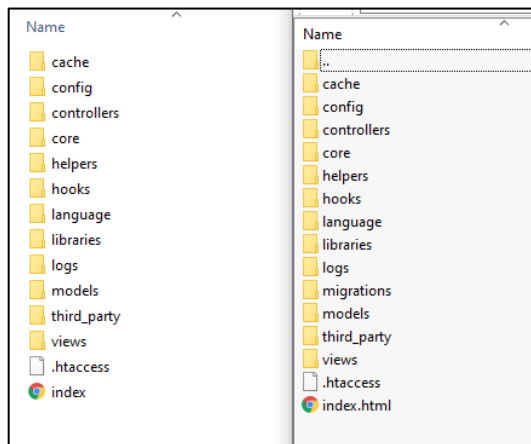 Name
cache
config
controllers
core
helpers
hooks
language
libraries
logs
models
third_party
views
.htaccess
index
Name
..
cache
config
controllers
core
helpers
hooks
language
libraries
logs
migrations
models
third_party
views
.htaccess
index.html